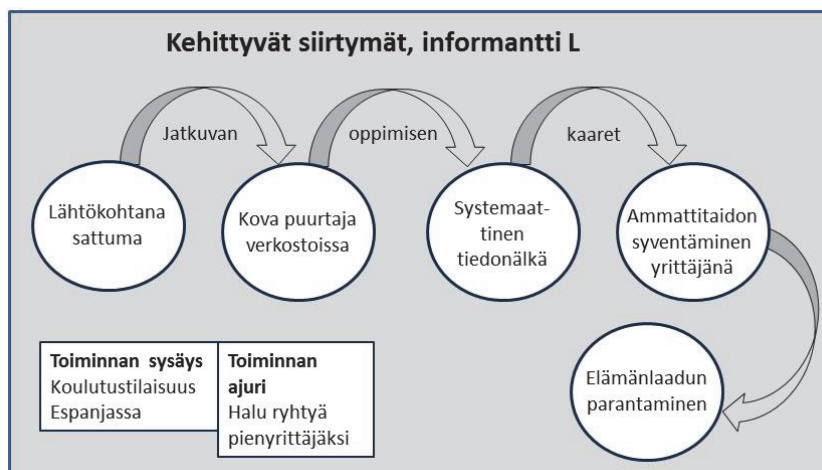 Kehittyvät siirtymät, informantti L
Jatkuvan
oppimisen
kaaret
Lähtökohtana
sattuma
Kova puurtaja
verkostoissa
Systemaat-
tinen
tiedonälkä
Ammattitaidon
syventäminen
yrittäjänä
Elämänlaadun
parantaminen
Toiminnan sysäys
Koulutustilaisuus
Espanjassa
Toiminnan
ajuri
Halu ryhtyä
pienyrittäjäksi